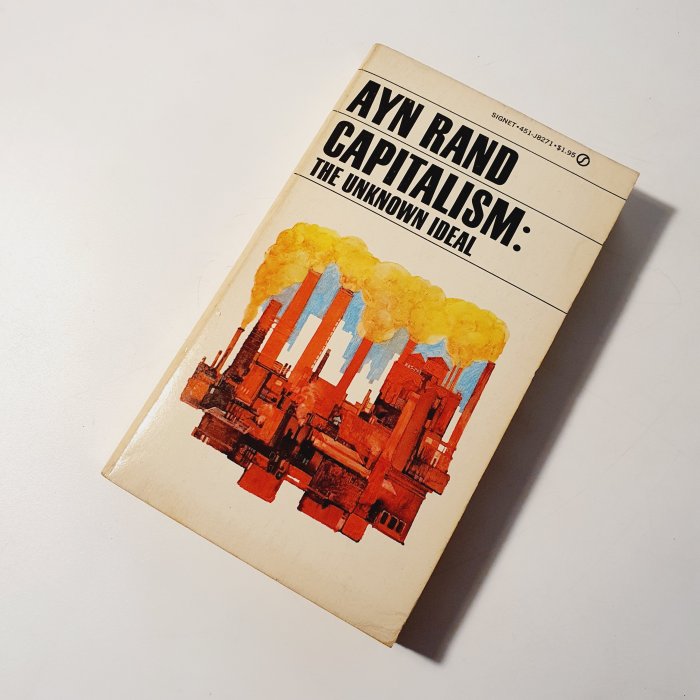 SIGNET•451-J8271•$1.95
AYN RAND
CAPITALISM:
THE UNKNOWN IDEAL